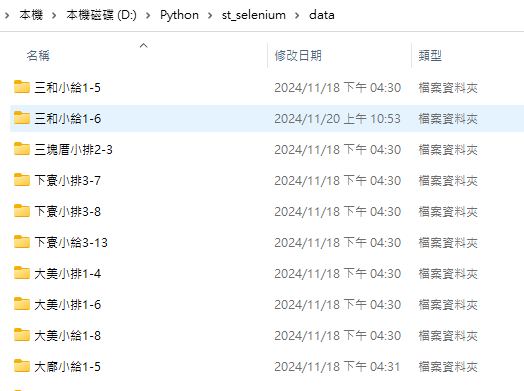 本機 > 本機磁碟 (D:) > Python > st_selenium > data
名稱 修改日期 類型
三和小給1-5 2024/11/18 下午 04:30 檔案資料夾
三和小給1-6 2024/11/20 上午 10:53 檔案資料夾
三塊厝小排2-3 2024/11/18 下午 04:30 檔案資料夾
下寮小排3-7 2024/11/18 下午 04:30 檔案資料夾
下寮小排3-8 2024/11/18 下午 04:30 檔案資料夾
下寮小給3-13 2024/11/18 下午 04:30 檔案資料夾
大美小排1-4 2024/11/18 下午 04:30 檔案資料夾
大美小排1-6 2024/11/18 下午 04:30 檔案資料夾
大美小給1-8 2024/11/18 下午 04:30 檔案資料夾
大廍小給1-5 2024/11/18 下午 04:31 檔案資料夾